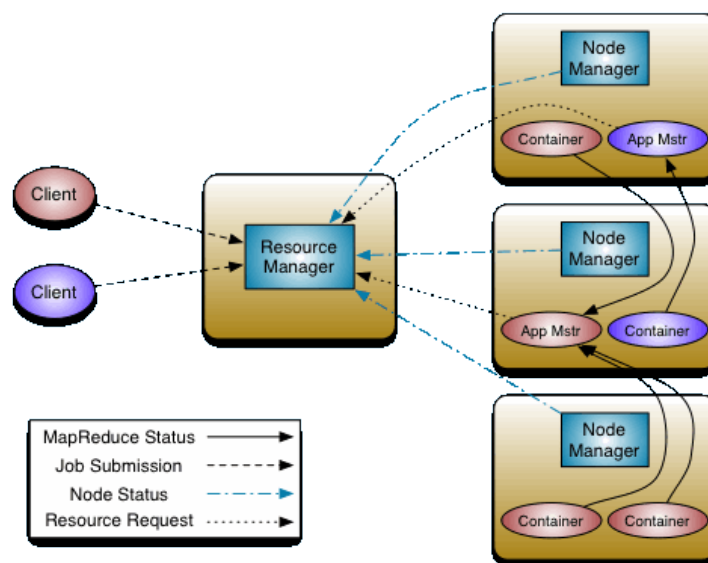 Node
Manager
Container
App Mstr
Client
Resource
Manager
Node
Manager
Client
App Mstr
Container
Node
Manager
MapReduce Status
Job Submission
Node Status
Resource Request
Container
Container